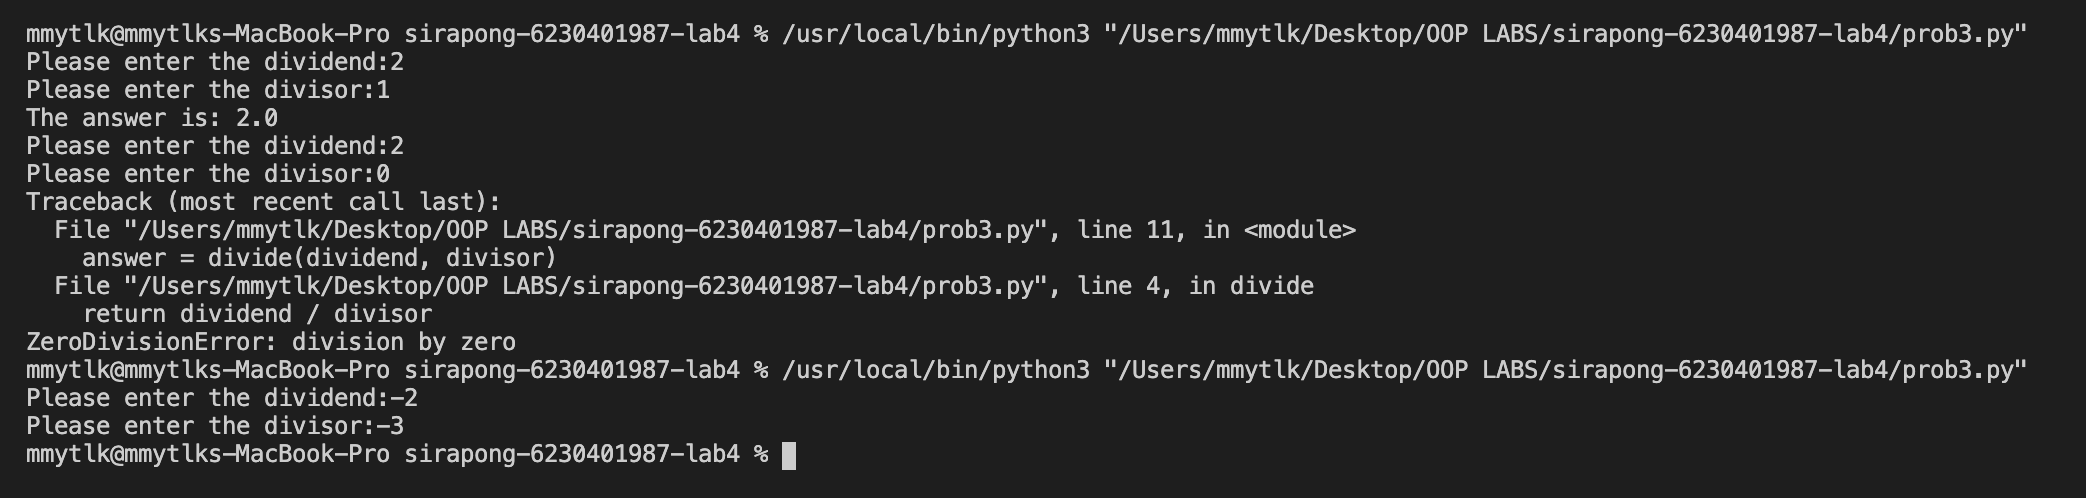 mmytlk@mmytlks-MacBook-Pro sirapong-6230401987-lab4 % /usr/local/bin/python3 "/Users/mmytlk/Desktop/OOP LABS/sirapong-6230401987-lab4/prob3.py"
Please enter the dividend:2
Please enter the divisor:1
The answer is: 2.0
Please enter the dividend:2
Please enter the divisor:0
Traceback (most recent call last):
  File "/Users/mmytlk/Desktop/OOP LABS/sirapong-6230401987-lab4/prob3.py", line 11, in <module>
    answer = divide(dividend, divisor)
  File "/Users/mmytlk/Desktop/OOP LABS/sirapong-6230401987-lab4/prob3.py", line 4, in divide
    return dividend / divisor
ZeroDivisionError: division by zero
mmytlk@mmytlks-MacBook-Pro sirapong-6230401987-lab4 % /usr/local/bin/python3 "/Users/mmytlk/Desktop/OOP LABS/sirapong-6230401987-lab4/prob3.py"
Please enter the dividend:-2
Please enter the divisor:-3
mmytlk@mmytlks-MacBook-Pro sirapong-6230401987-lab4 %